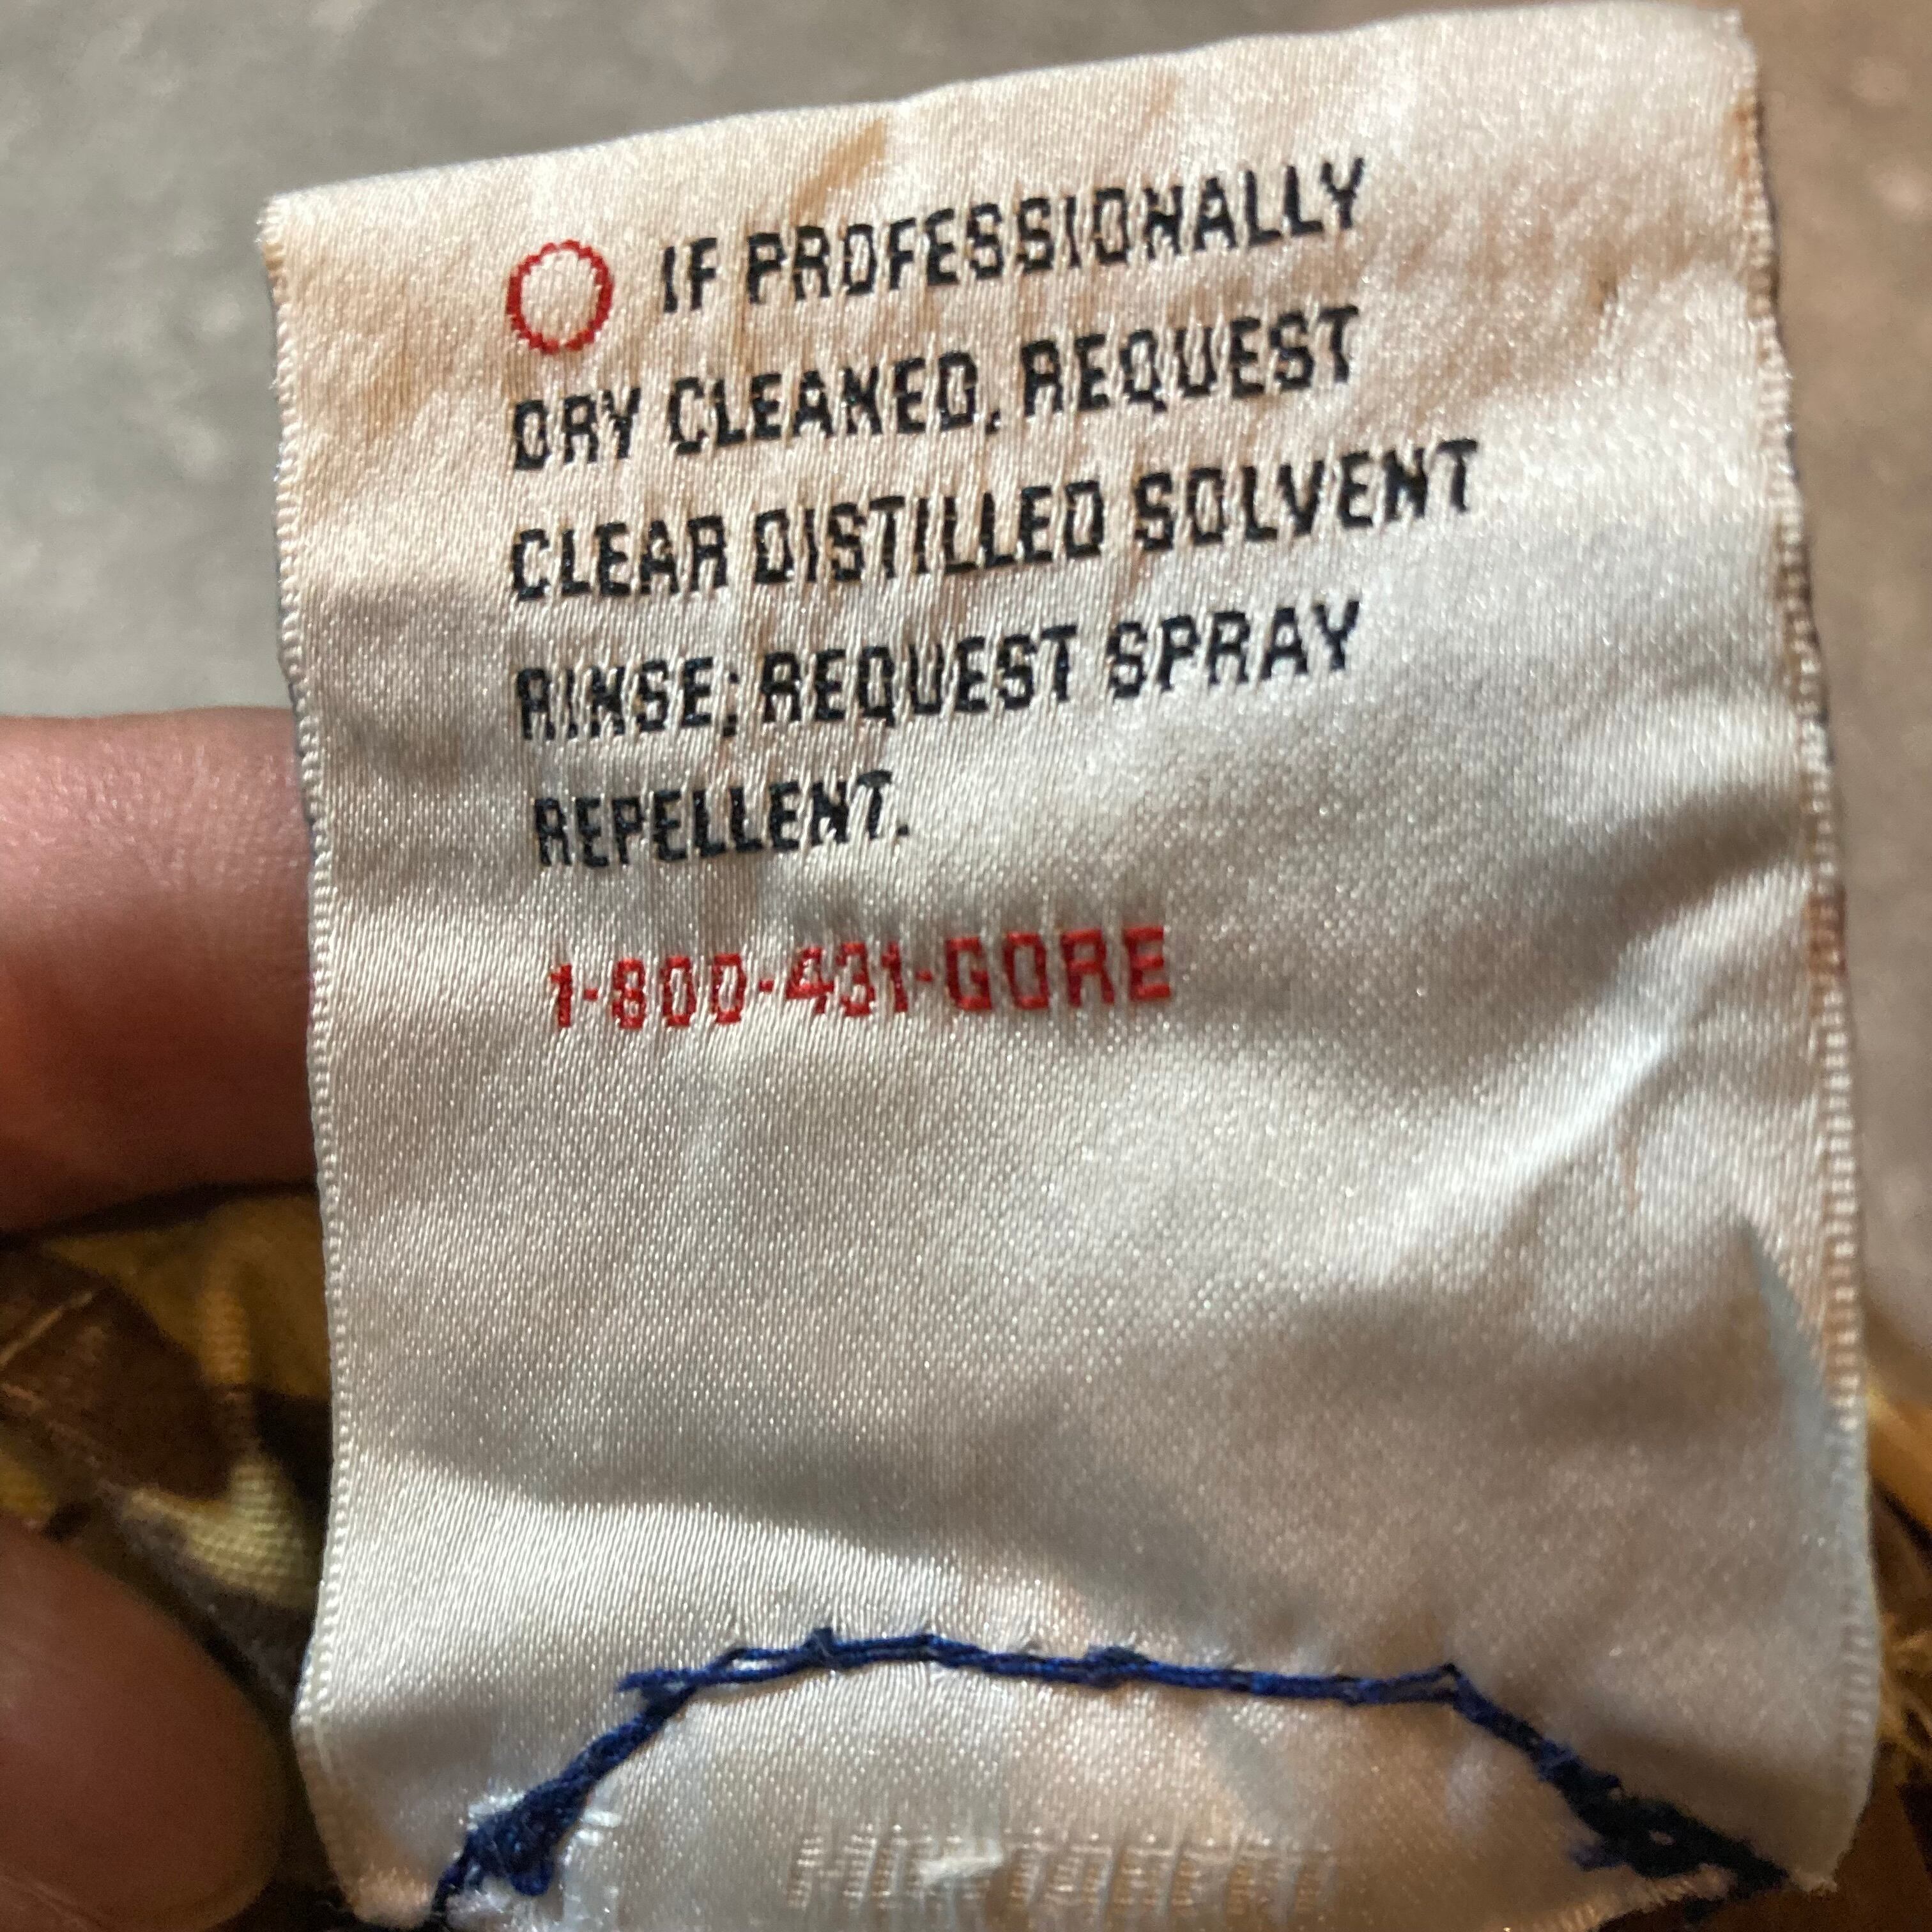 IF PROFESSIONALLY
DRY CLEANED, REQUEST
CLEAR DISTILLED SOLVENT
RINSE; REQUEST SPRAY
REPELLENT.
1-800-431-GORE